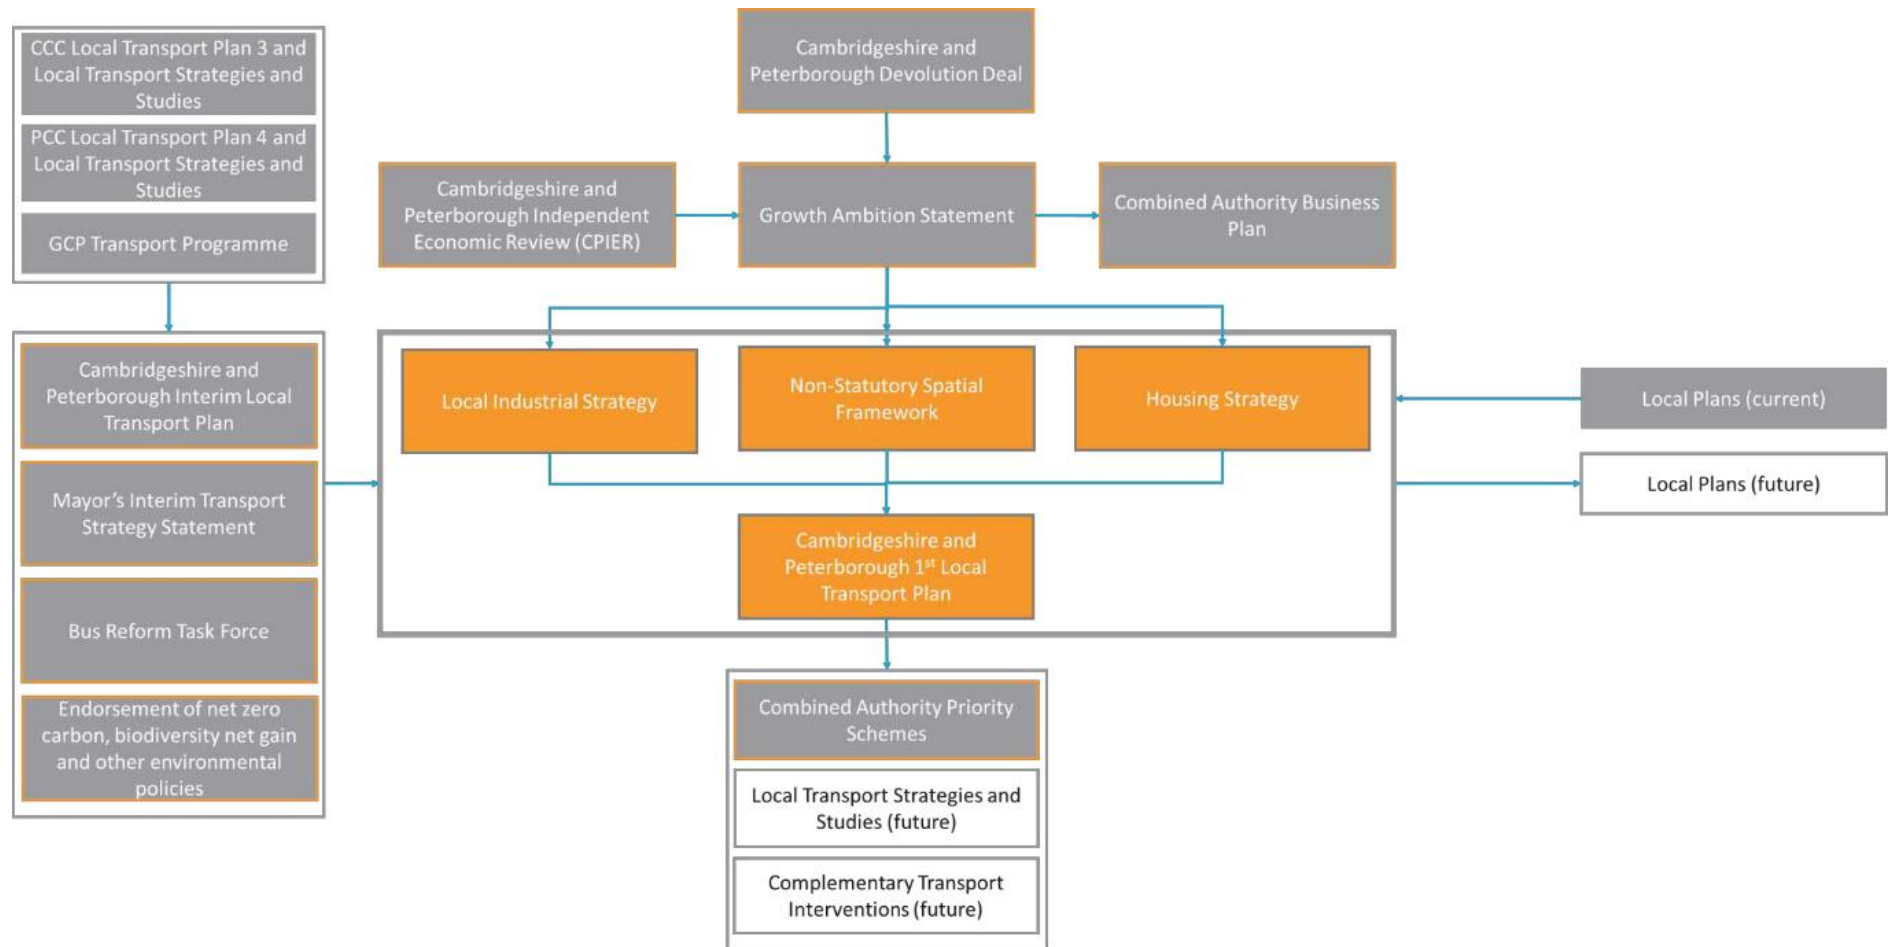 CCC Local Transport Plan 3 and
Local Transport Strategies and
Studies
PCC Local Transport Plan 4 and
Local Transport Strategies and
Studies
GCP Transport Programme
Cambridgeshire and
Peterborough Devolution Deal
Cambridgeshire and
Peterborough Independent
Economic Review (CPIER)
Growth Ambition Statement
Combined Authority Business
Plan
Cambridgeshire and
Peterborough Interim Local
Transport Plan
Mayor’s Interim Transport
Strategy Statement
Bus Reform Task Force
Endorsement of net zero
carbon, biodiversity net gain
and other environmental
policies
Local Industrial Strategy
Non-Statutory Spatial
Framework
Housing Strategy
Cambridgeshire and
Peterborough 1st Local
Transport Plan
Local Plans (current)
Local Plans (future)
Combined Authority Priority
Schemes
Local Transport Strategies and
Studies (future)
Complementary Transport
Interventions (future)